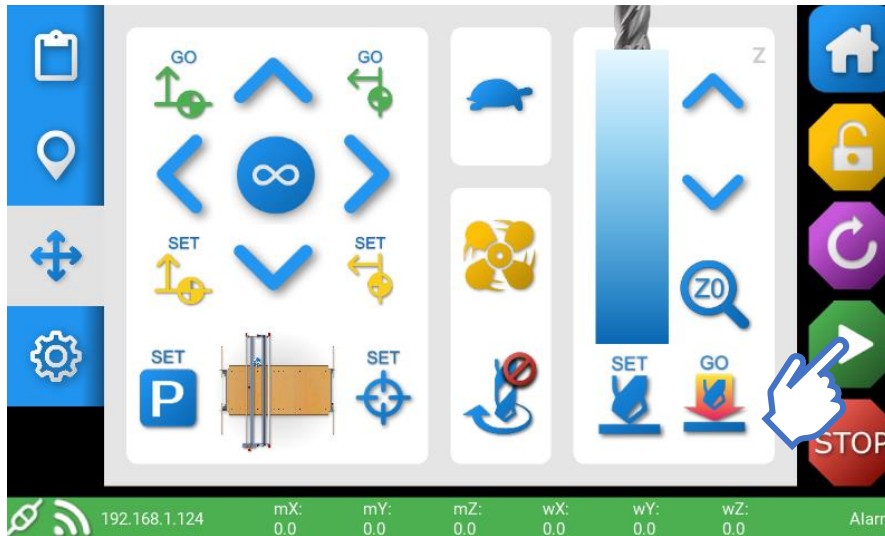 GO
GO
Z
SET
SET
Z0
SET
P
SET
SET
GO
STOP
192.168.1.124
mX:
0.0
mY:
0.0
mZ:
0.0
wX:
0.0
wY:
0.0
wZ:
0.0
Alarm